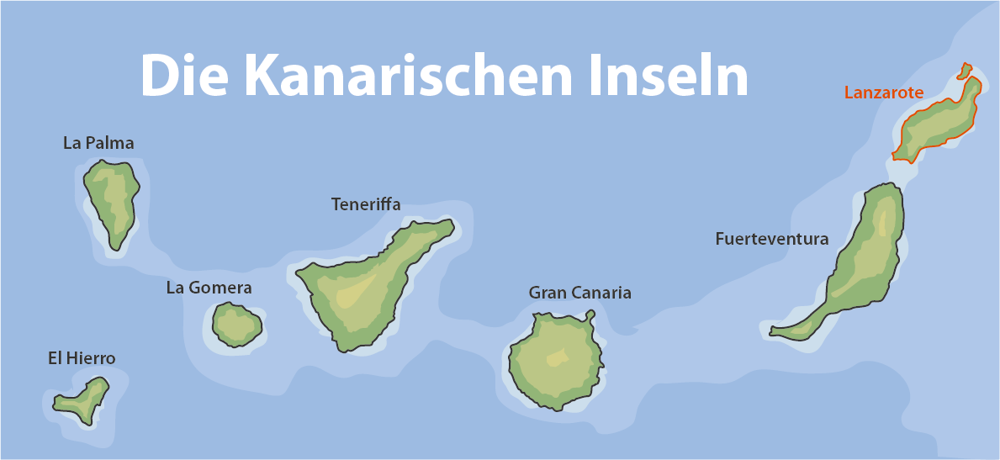 Die Kanarischen Inseln
Lanzarote
La Palma
Teneriffa
Fuerteventura
La Gomera
Gran Canaria
El Hierro